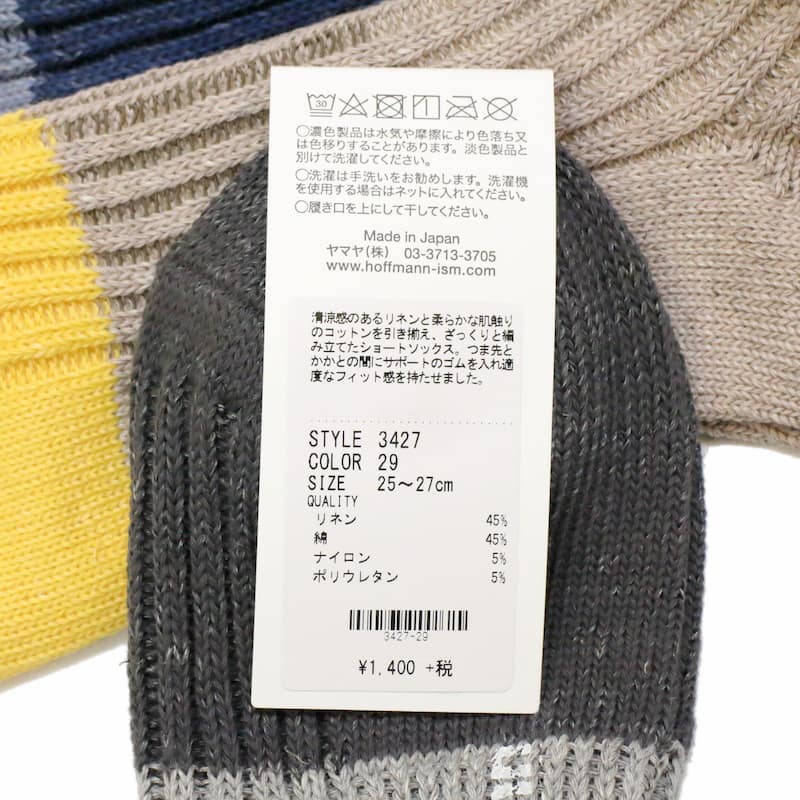 30
○濃色製品は水気や摩擦により色落ち又
は色移りすることがあります。淡色製品と
別けて洗濯してください。
○洗濯は手洗いをお勧めします。洗濯機
を使用する場合はネットに入れてください。
○履き口を上にして干してください。
Made in Japan
ヤマヤ(株) 03-3713-3705
www.hoffmann-ism.com
清涼感のあるリネンと柔らかな肌触り
のコットンを引き揃え、ざっくりと編
み立てたショートソックス。つま先と
かかとの間にサポートのゴムを入れ適
度なフィット感を持たせました。
STYLE 3427
COLOR 29
SIZE 25～27cm
QUALITY
リネン 45%
綿 45%
ナイロン 5%
ポリウレタン 5%
3427-29
¥1,400 +税